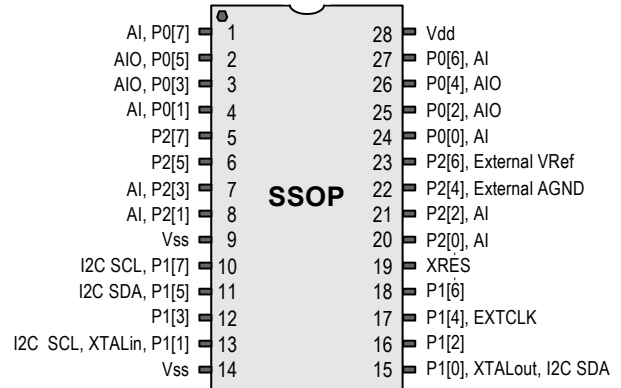 AI, P0[7] 1 28 Vdd
AIO, P0[5] 2 27 P0[6], AI
AIO, P0[3] 3 26 P0[4], AIO
AI, P0[1] 4 25 P0[2], AIO
P2[7] 5 24 P0[0], AI
P2[5] 6 23 P2[6], External VRef
AI, P2[3] 7 SSOP 22 P2[4], External AGND
AI, P2[1] 8 21 P2[2], AI
Vss 9 20 P2[0], AI
I2C SCL, P1[7] 10 19 XRES
I2C SDA, P1[5] 11 18 P1[6]
P1[3] 12 17 P1[4], EXTCLK
I2C SCL, XTALin, P1[1] 13 16 P1[2]
Vss 14 15 P1[0], XTALout, I2C SDA